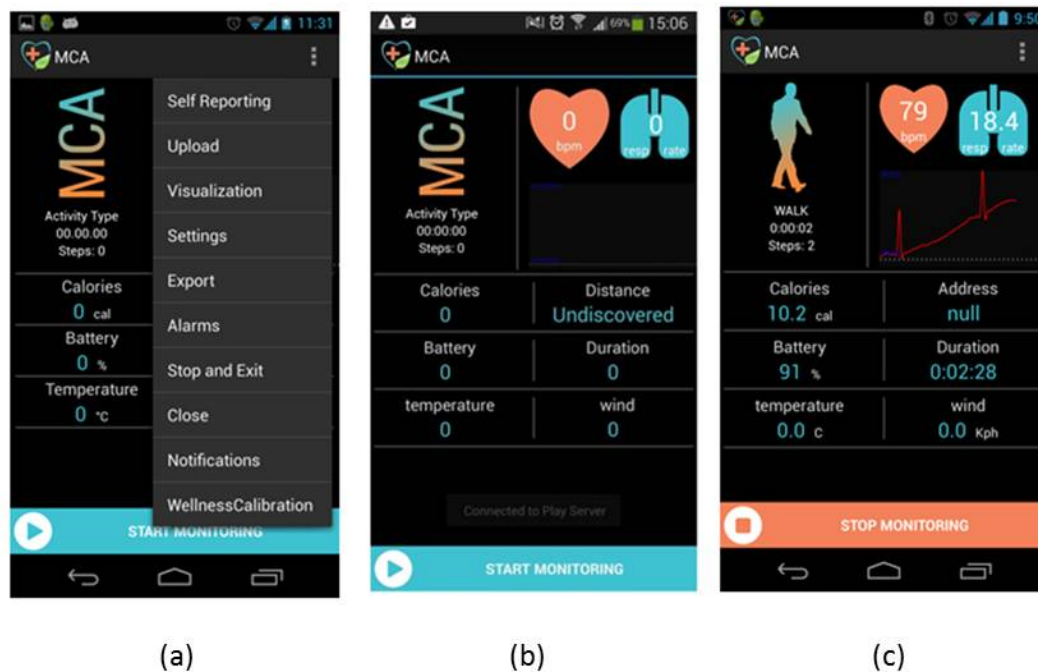 11:31
MCA
MCA
Activity Type
00.00.00
Steps: 0
Calories
0 cal
Battery
0 %
Temperature
0 °C
Self Reporting
Upload
Visualization
Settings
Export
Alarms
Stop and Exit
Close
Notifications
WellnessCalibration
START MONITORING
(a)
69% 15:06
MCA
MCA
Activity Type
00:00:00
Steps: 0
0
bpm
0
resp rate
Calories
0
Distance
Undiscovered
Battery
0
Duration
0
temperature
0
wind
0
Connected to Play Server
START MONITORING
(b)
9:50
MCA
WALK
0:00:02
Steps: 2
79
bpm
18.4
resp rate
Calories
10.2 cal
Address
null
Battery
91 %
Duration
0:02:28
temperature
0.0 C
wind
0.0 Kph
STOP MONITORING
(c)